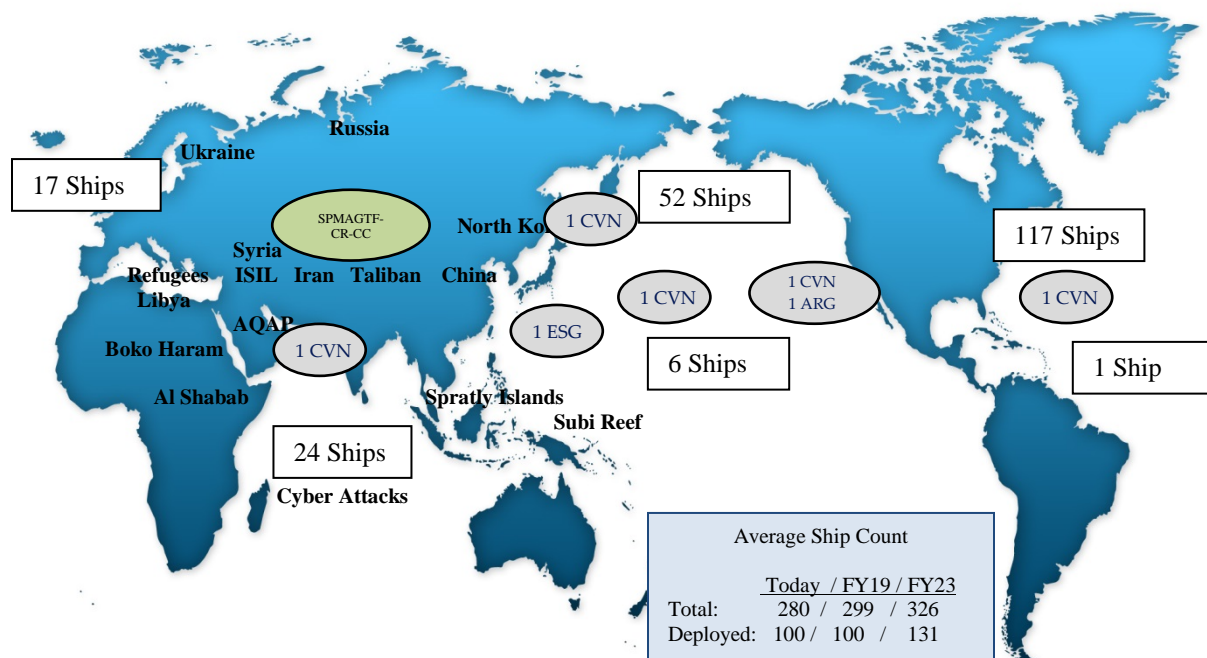 Russia
Ukraine
17 Ships
52 Ships
SPMAGTF-
CR-CC
North Ko
1 CVN
117 Ships
Syria
Refugees ISIL Iran Taliban China
Libya
1 CVN
1 CVN
1 ARG
1 CVN
AQAP
1 ESG
Boko Haram
1 CVN
6 Ships
1 Ship
Al Shabab
Spratly Islands
Subi Reef
24 Ships
Cyber Attacks
Average Ship Count
Today / FY19 / FY23
Total: 280 / 299 / 326
Deployed: 100 / 100 / 131